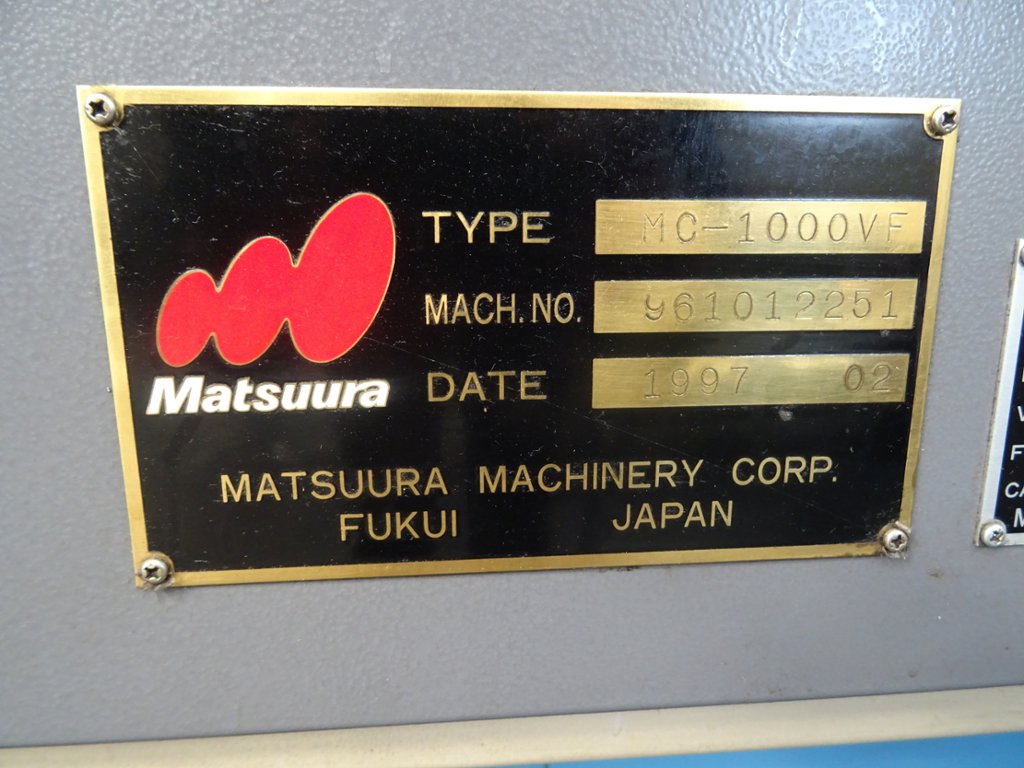 Matsuura
TYPE MC-1000VF
MACH. NO. 961012251
DATE 1997 02
MATSUURA MACHINERY CORP.
FUKUI JAPAN